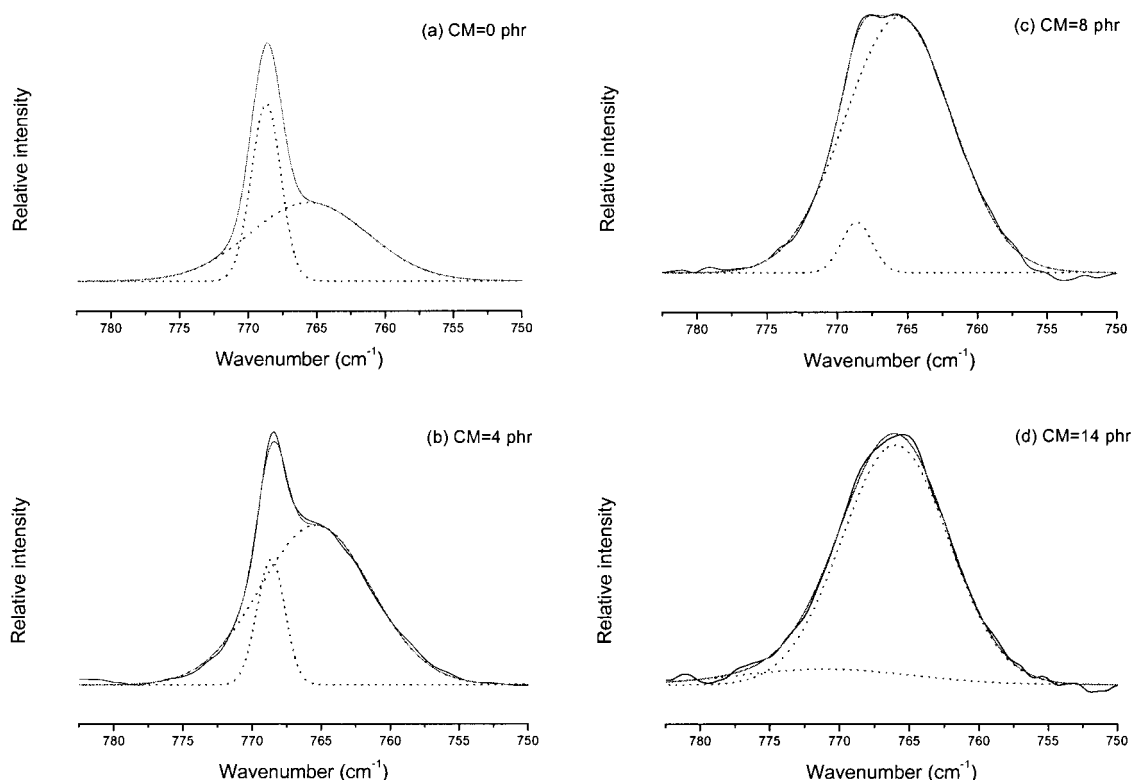 (a) CM=0 phr
Relative intensity
780 775 770 765 760 755 750
Wavenumber (cm⁻¹)
(c) CM=8 phr
Relative intensity
780 775 770 765 760 755 750
Wavenumber (cm⁻¹)
(b) CM=4 phr
Relative intensity
780 775 770 765 760 755 750
Wavenumber (cm⁻¹)
(d) CM=14 phr
Relative intensity
780 775 770 765 760 755 750
Wavenumber (cm⁻¹)